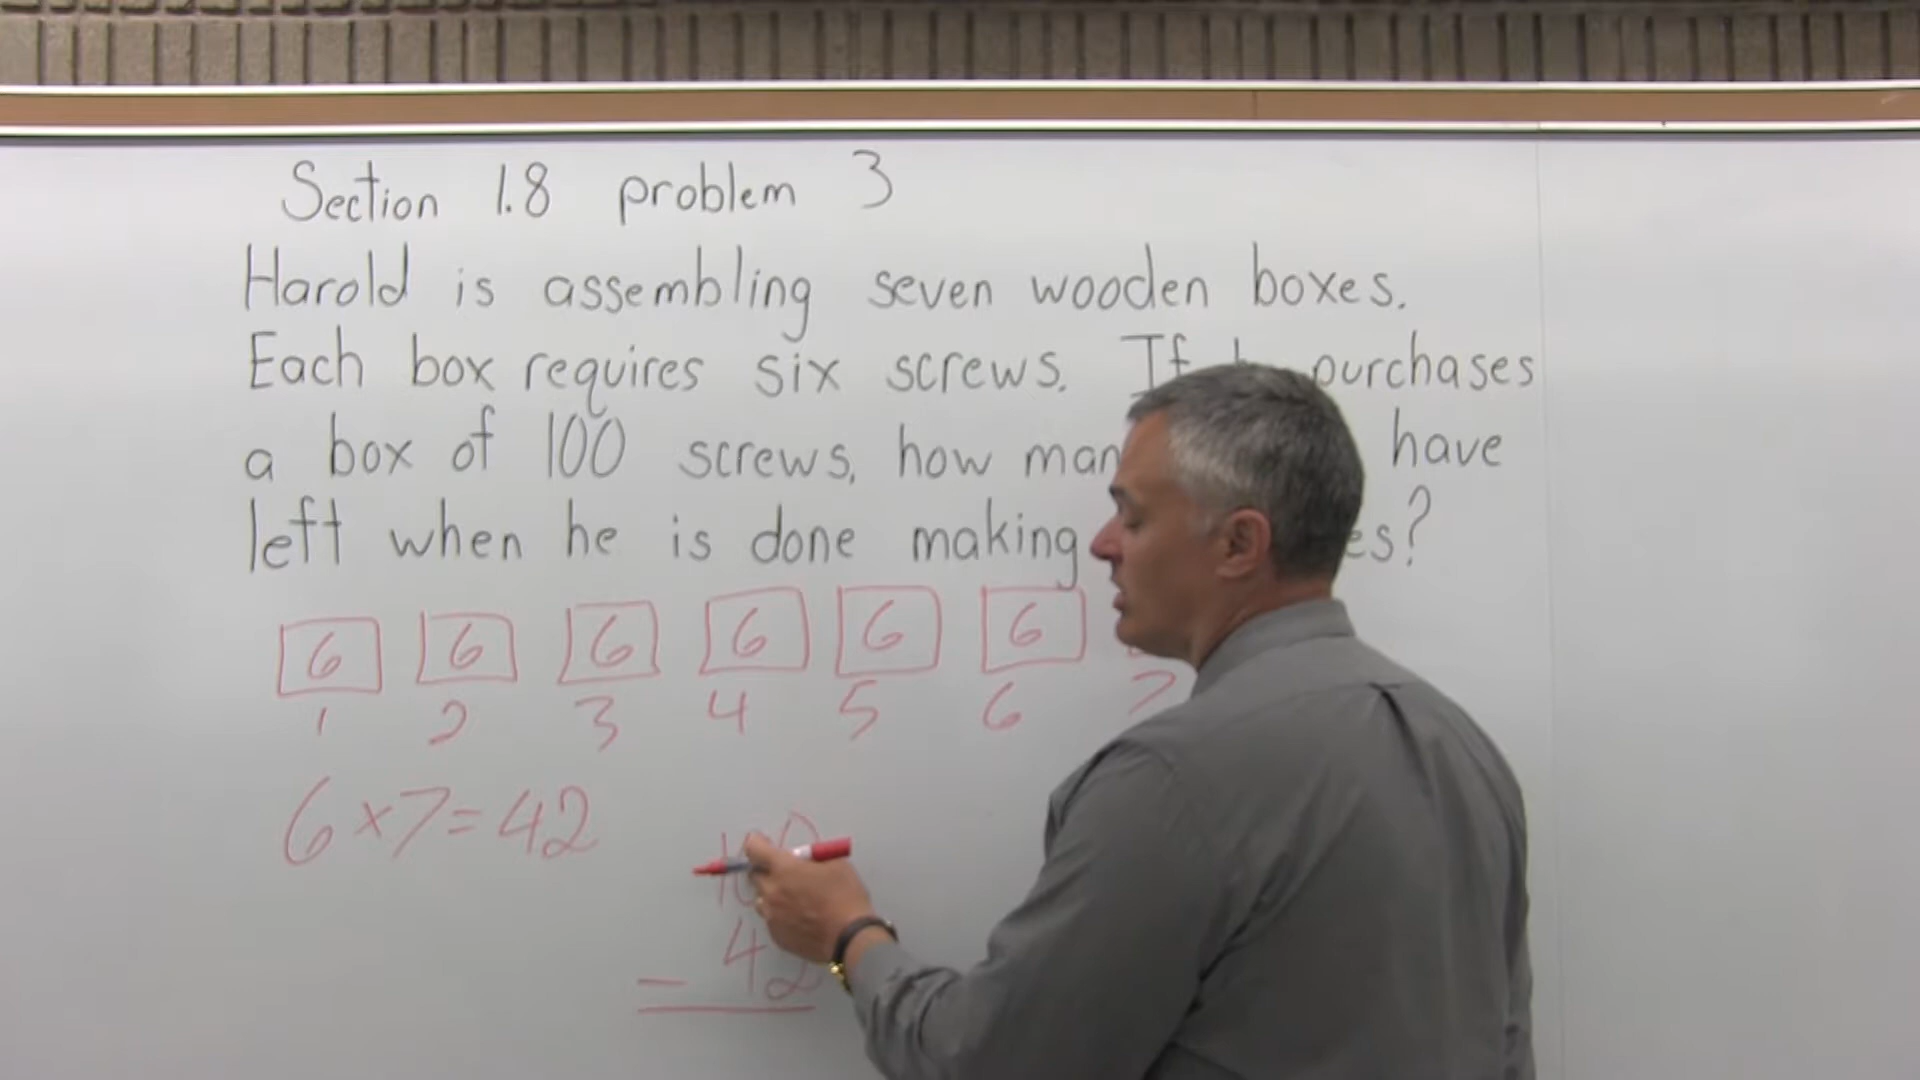 Section 1.8 problem 3
Harold is assembling seven wooden boxes.
Each box requires six screws. If purchases
a box of 100 screws, how have
left when he is done making
6 6 6 6 6 6
1 2 3 4 5 6 7
6 × 7 = 42
100
- 42